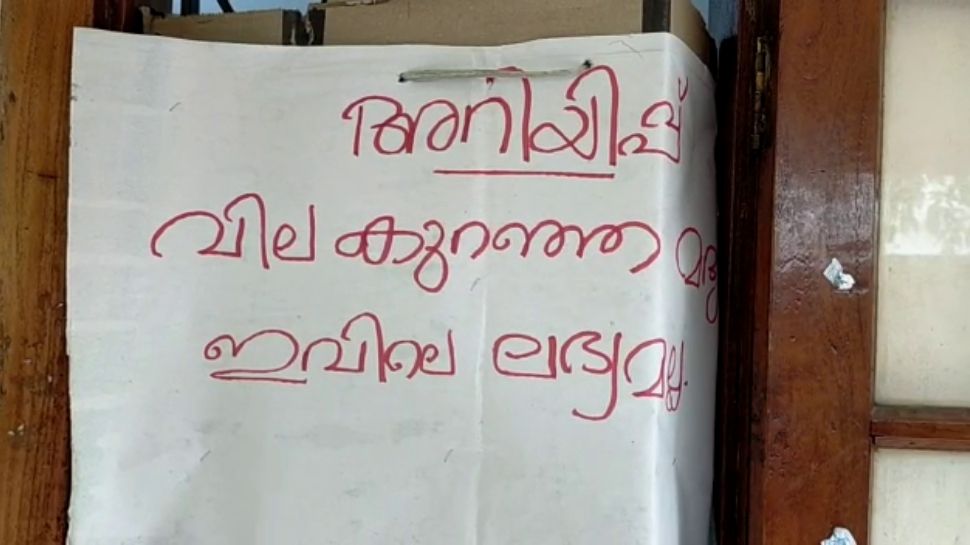 അറിയിപ്പ്
വില കുറഞ്ഞ മദ്യ
ഇവിടെ ലഭ്യമല്ല.